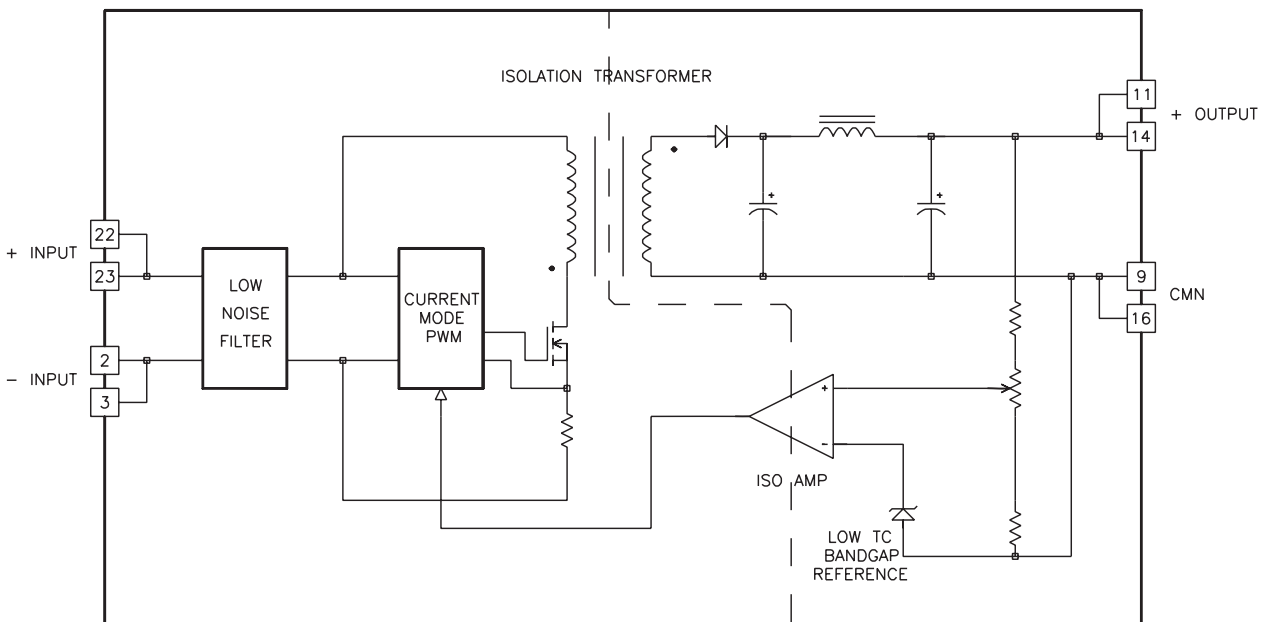 ISOLATION TRANSFORMER
11
+ OUTPUT
14
22
+ INPUT
23
LOW
NOISE
FILTER
CURRENT
MODE
PWM
9
CMN
16
2
- INPUT
3
+
+
+
-
ISO AMP
LOW TC
BANDGAP
REFERENCE